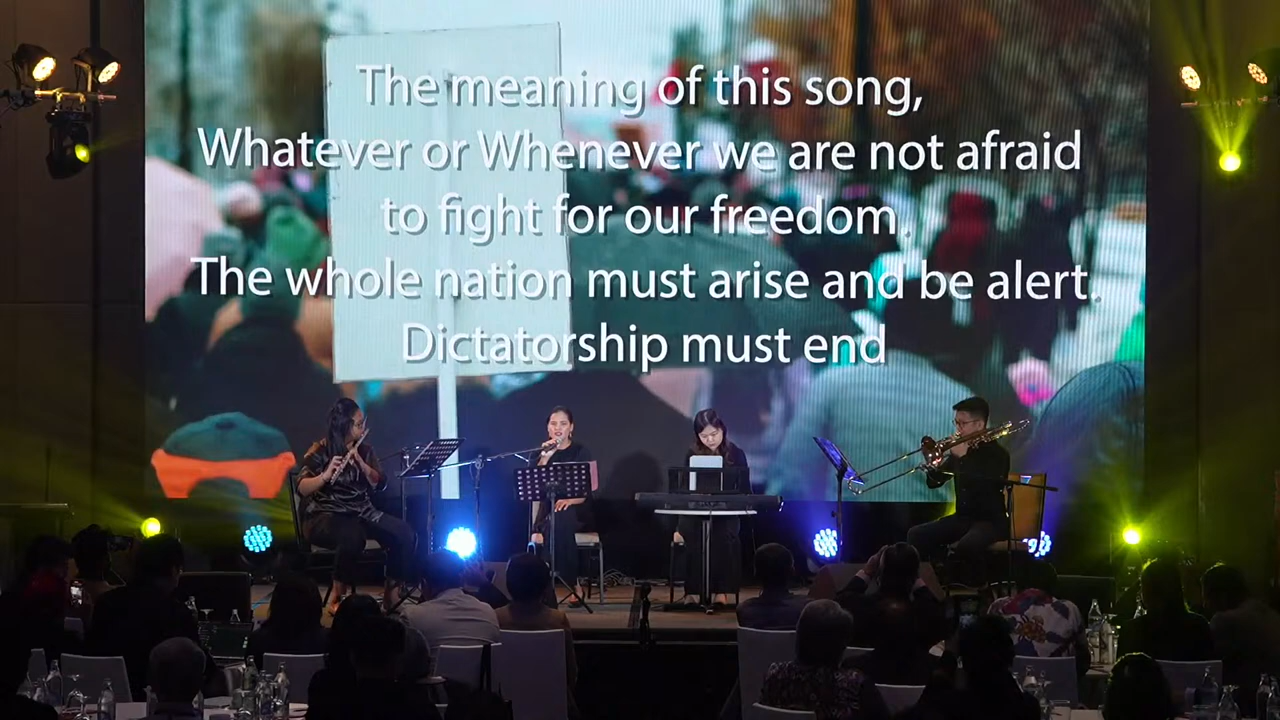 The meaning of this song,
Whatever or Whenever we are not afraid
to fight for our freedom.
The whole nation must arise and be alert.
Dictatorship must end